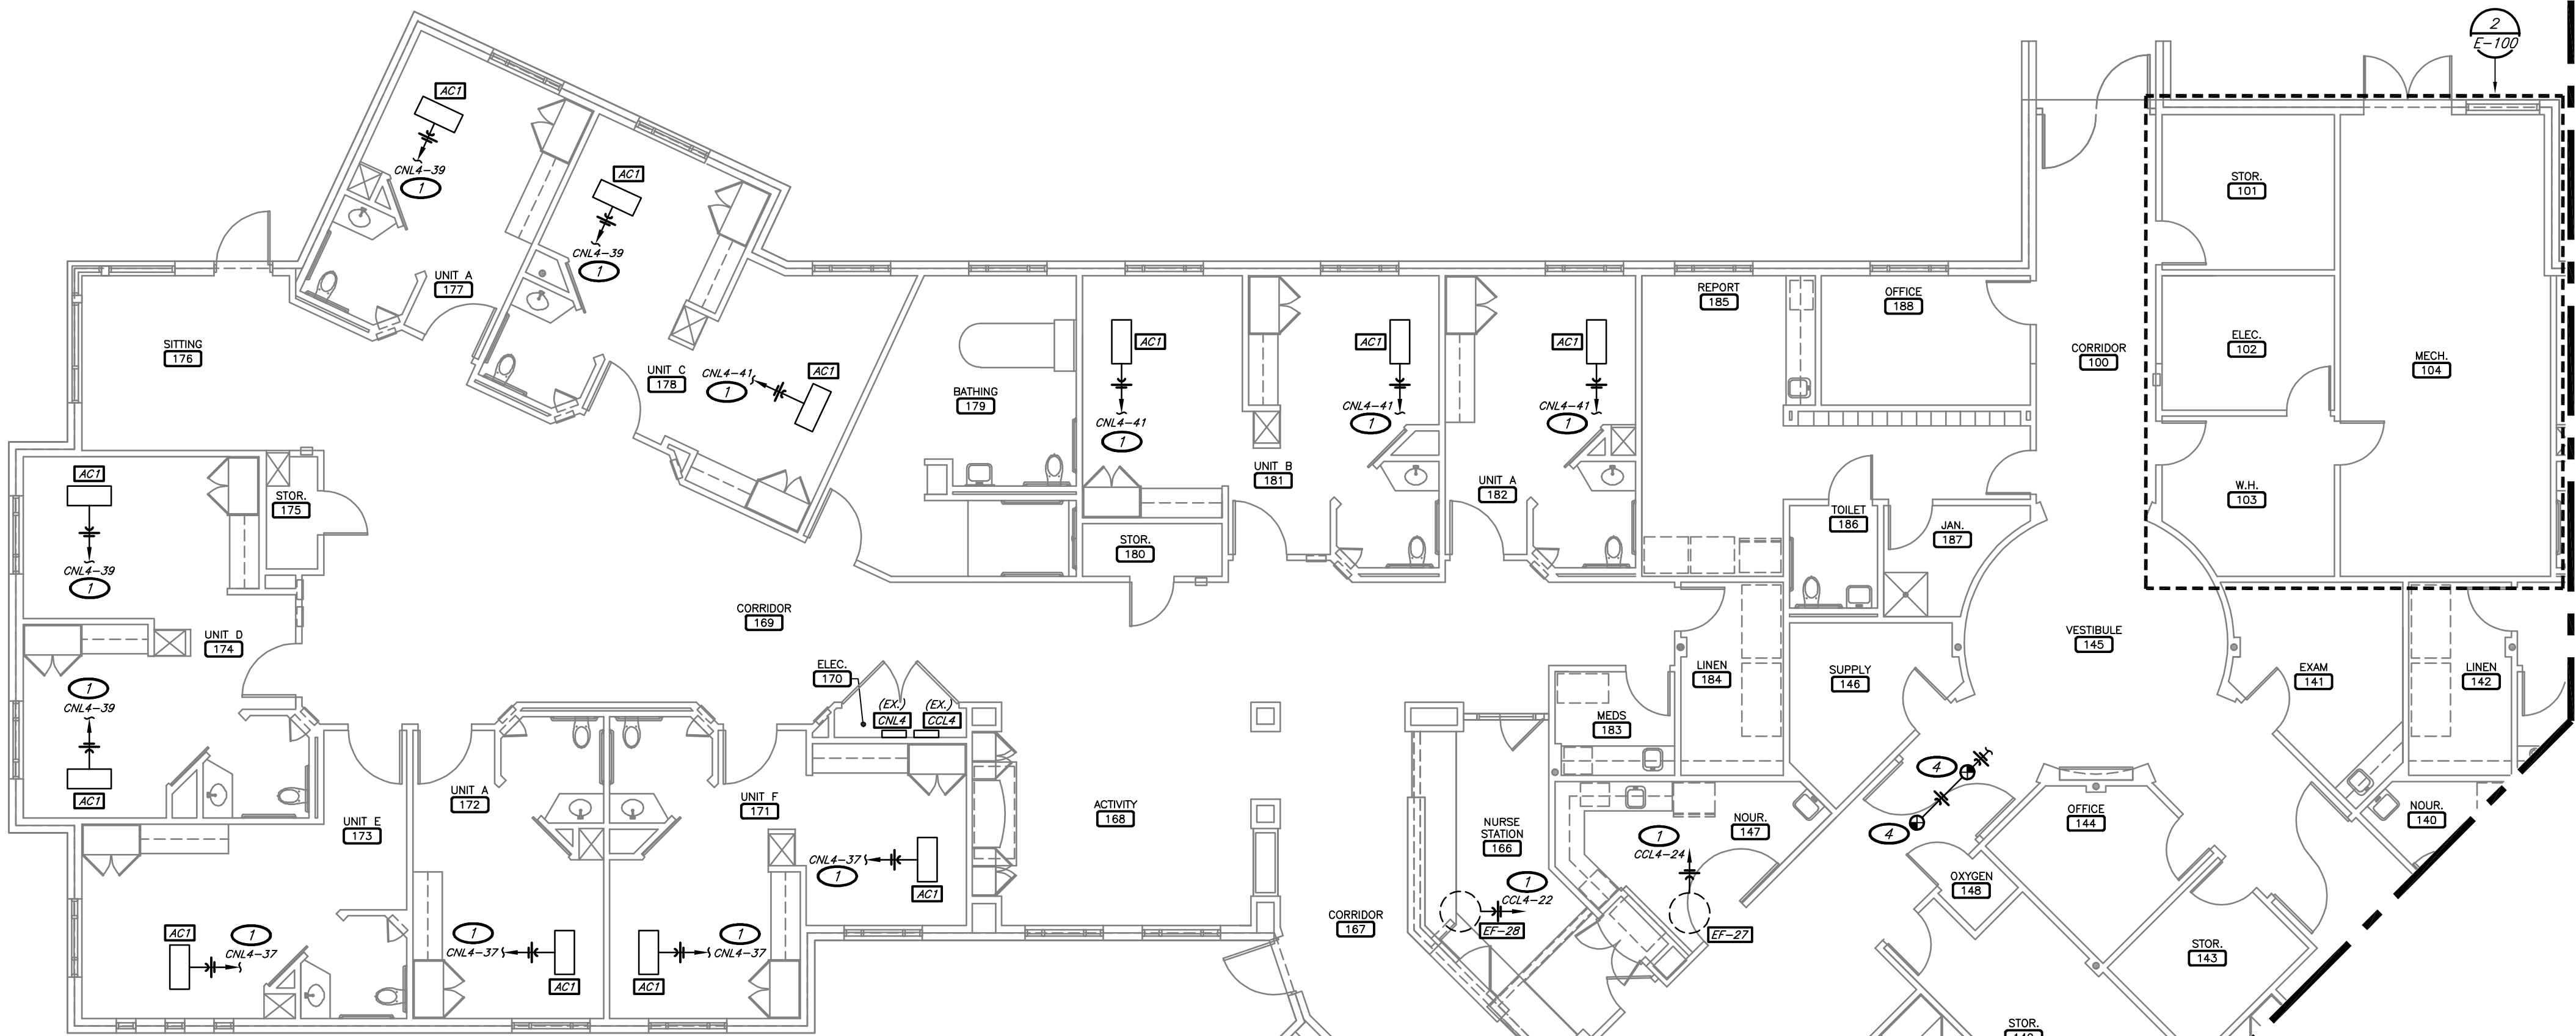 2
E-100
AC1
CNL4-39
1
UNIT A
177
AC1
CNL4-39
1
STOR.
101
SITTING
176
UNIT C
178
CNL4-41
1
AC1
BATHING
179
AC1
CNL4-41
1
AC1
CNL4-41
1
UNIT B
181
AC1
CNL4-41
1
UNIT A
182
REPORT
185
OFFICE
188
CORRIDOR
100
ELEC.
102
MECH.
104
W.H.
103
AC1
CNL4-39
1
STOR.
175
STOR.
180
TOILET
186
JAN.
187
UNIT D
174
1
CNL4-39
AC1
CORRIDOR
169
ELEC.
170
(EX.)
CNL4
(EX.)
CCL4
LINEN
184
MEDS
183
SUPPLY
146
VESTIBULE
145
EXAM
141
LINEN
142
UNIT E
173
UNIT A
172
UNIT F
171
ACTIVITY
168
NURSE
STATION
166
NOUR.
147
4
4
OFFICE
144
NOUR.
140
CNL4-37
1
AC1
1
CCL4-24
EF-27
1
CCL4-22
EF-28
OXYGEN
148
CORRIDOR
167
STOR.
143
AC1
1
CNL4-37
1
CNL4-37
AC1
1
CNL4-37
AC1
STOR.